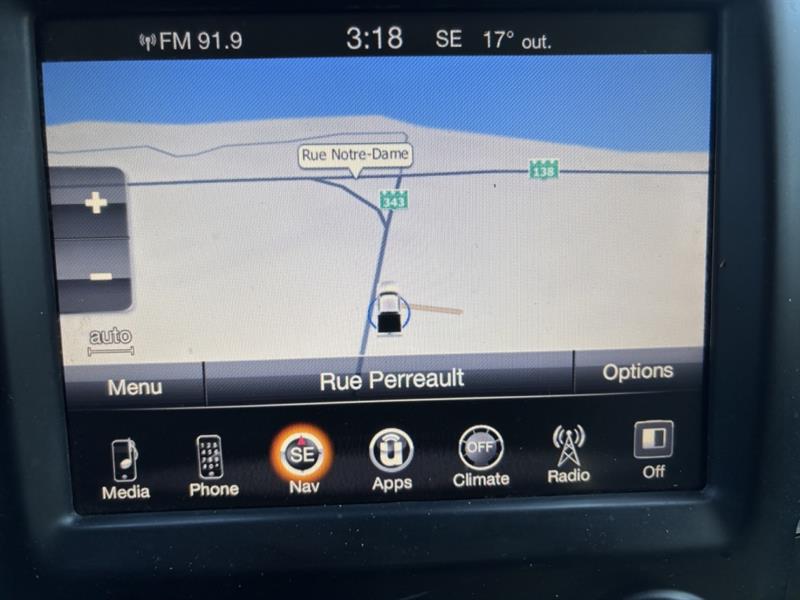 FM 91.9 3:18 SE 17° out.
Rue Notre-Dame
138
343
+
−
auto
Menu Rue Perreault Options
SE OFF
Media Phone Nav Apps Climate Radio Off